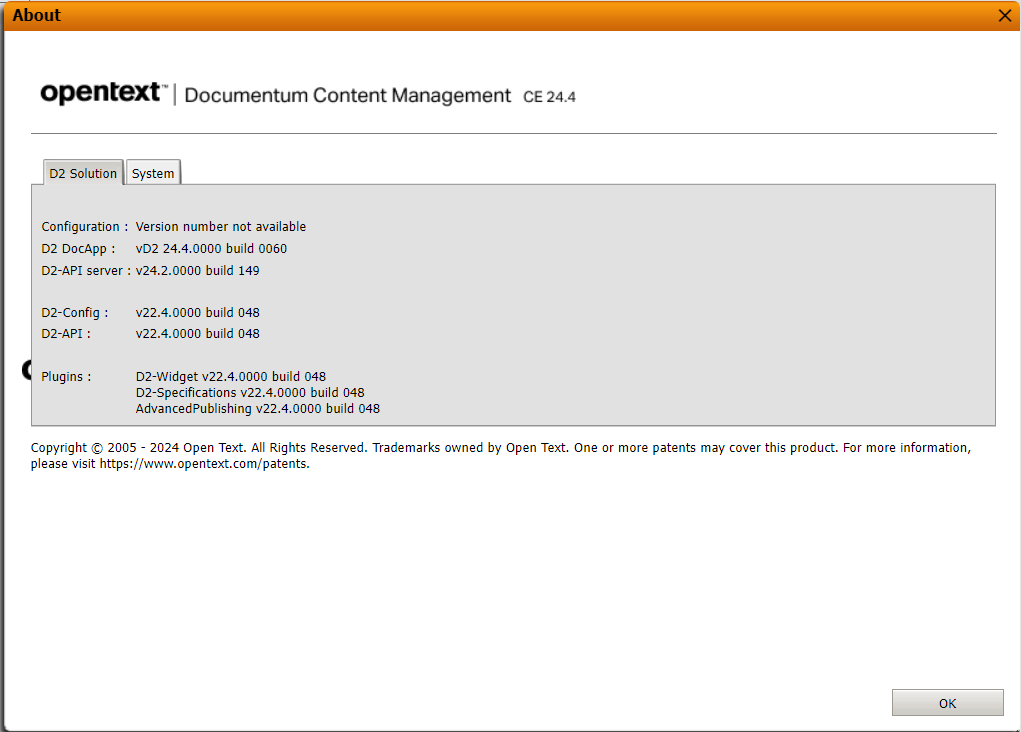 About
opentext™ | Documentum Content Management CE 24.4
D2 Solution System
Configuration : Version number not available
D2 DocApp : vD2 24.4.0000 build 0060
D2-API server : v24.2.0000 build 149
D2-Config : v22.4.0000 build 048
D2-API : v22.4.0000 build 048
Plugins : D2-Widget v22.4.0000 build 048
D2-Specifications v22.4.0000 build 048
AdvancedPublishing v22.4.0000 build 048
Copyright © 2005 - 2024 Open Text. All Rights Reserved. Trademarks owned by Open Text. One or more patents may cover this product. For more information,
please visit https://www.opentext.com/patents.
OK